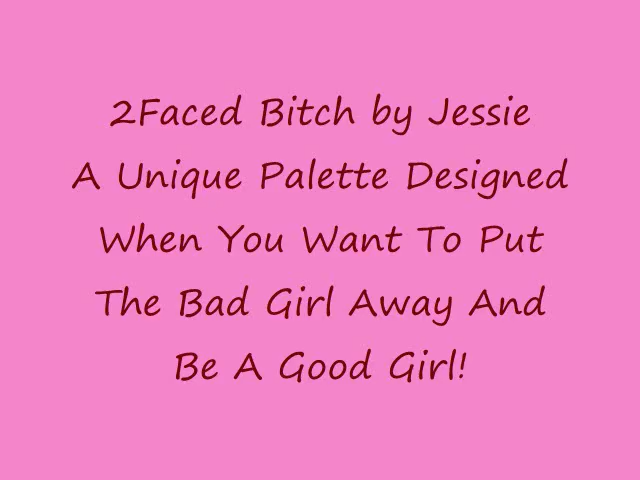 2Faced Bitch by Jessie
A Unique Palette Designed
When You Want To Put
The Bad Girl Away And
Be A Good Girl!